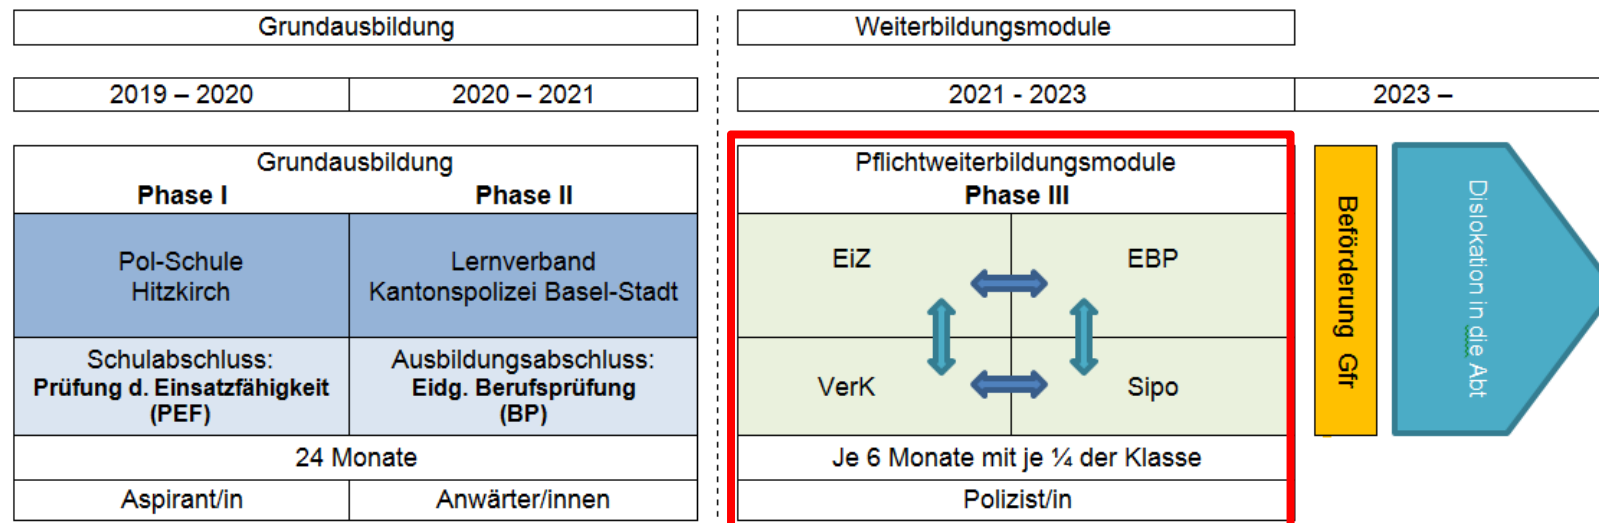 Grundausbildung
Weiterbildungsmodule
2019 – 2020
2020 – 2021
2021 - 2023
2023 –
Grundausbildung
Phase I
Phase II
Pol-Schule
Hitzkirch
Lernverband
Kantonspolizei Basel-Stadt
Schulabschluss:
Prüfung d. Einsatzfähigkeit
(PEF)
Ausbildungsabschluss:
Eidg. Berufsprüfung
(BP)
24 Monate
Aspirant/in
Anwärter/innen
Pflichtweiterbildungsmodule
Phase III
EiZ
EBP
VerK
Sipo
Je 6 Monate mit je ¼ der Klasse
Polizist/in
Beförderung Gfr
Dislokation in die Abt